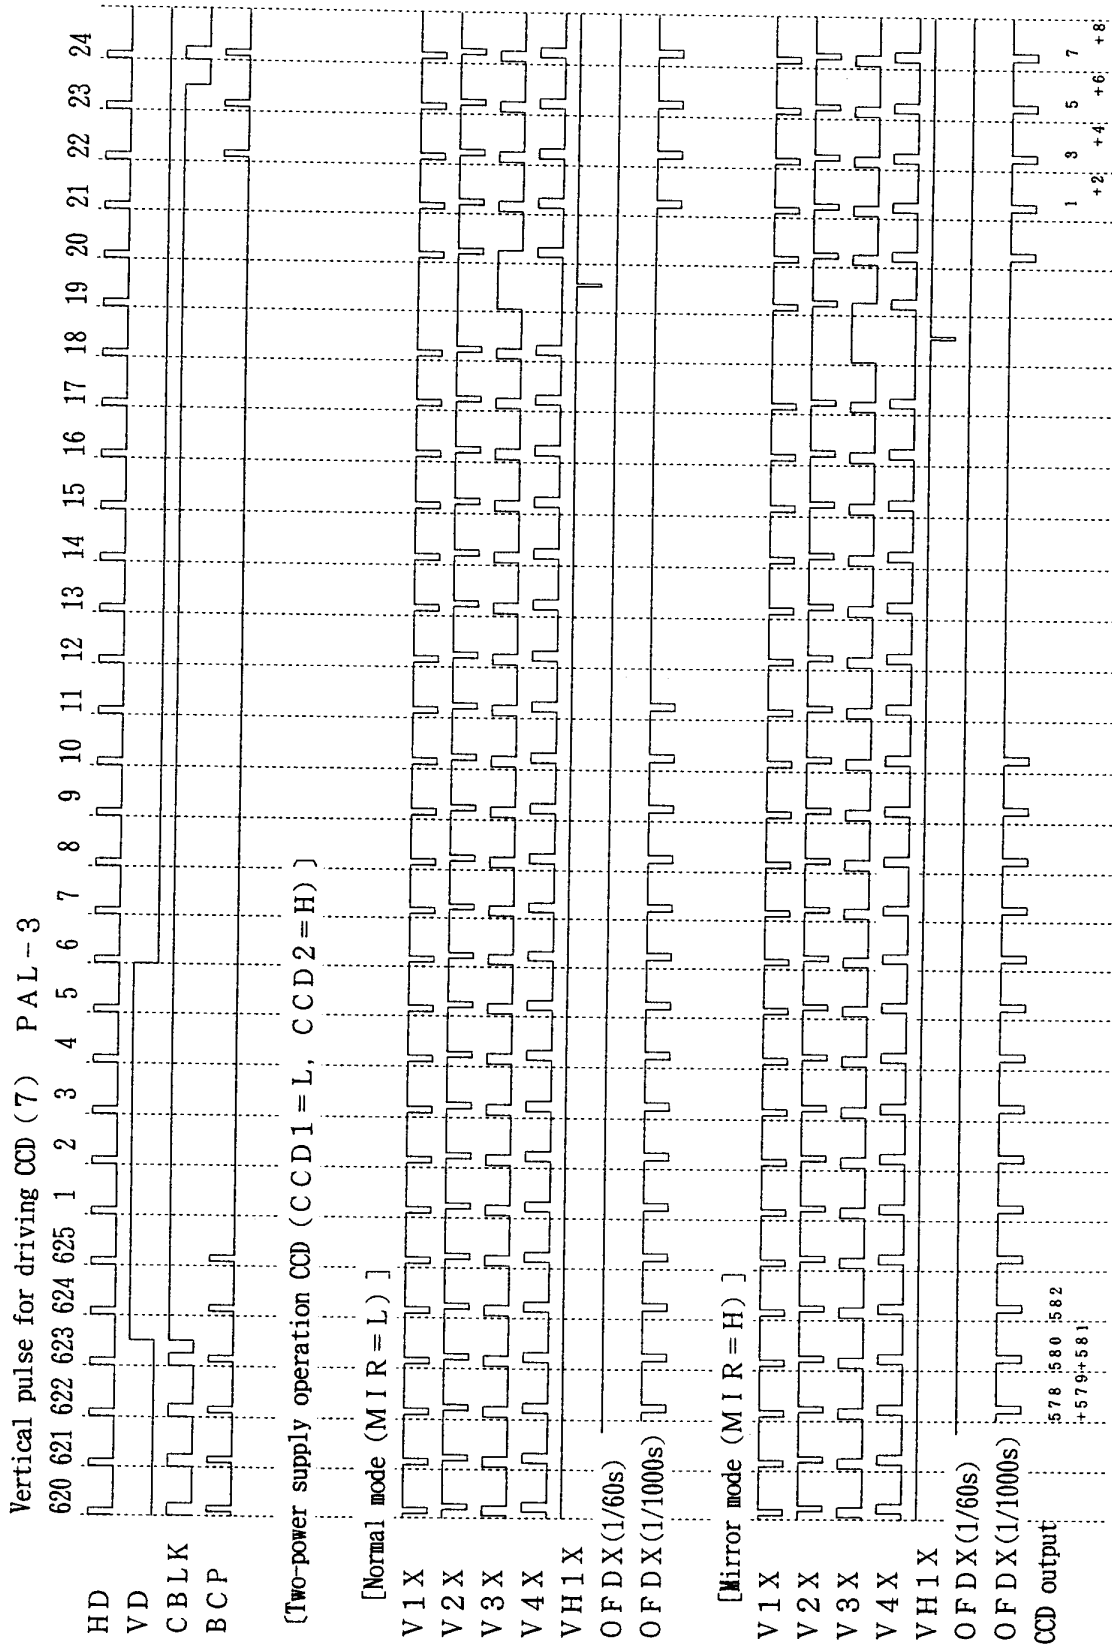 Vertical pulse for driving CCD (7) PAL-3
620 621 622 623 624 625 1 2 3 4 5 6 7 8 9 10 11 12 13 14 15 16 17 18 19 20 21 22 23 24
HD
VD
CBLK
BCP
[Two-power supply operation CCD (CCD1=L, CCD2=H) ]
[Normal mode (MIR=L) ]
V1X
V2X
V3X
V4X
VH1X
OFDX(1/60s)
OFDX(1/1000s)
[Mirror mode (MIR=H) ]
V1X
V2X
V3X
V4X
VH1X
OFDX(1/60s)
OFDX(1/1000s)
CCD output
578 580 582 1 3 5 7
+579+581 +2 +4 +6 +8